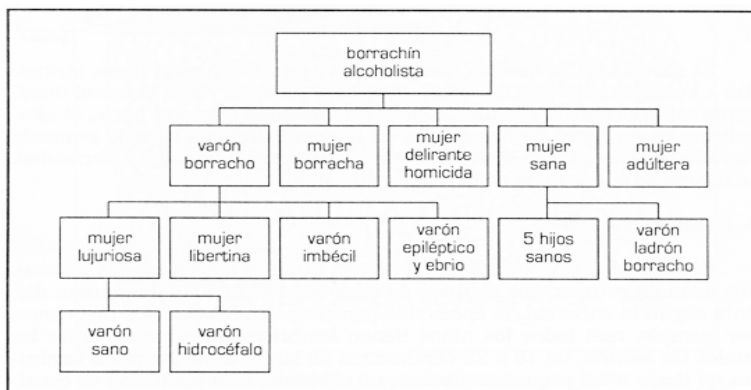 borrachín
alcoholista
varón
borracho
mujer
borracha
mujer
delirante
homicida
mujer
sana
mujer
adúltera
mujer
lujuriosa
mujer
libertina
varón
imbécil
varón
epiléptico
y ebrio
5 hijos
sanos
varón
ladrón
borracho
varón
sano
varón
hidrocéfalo